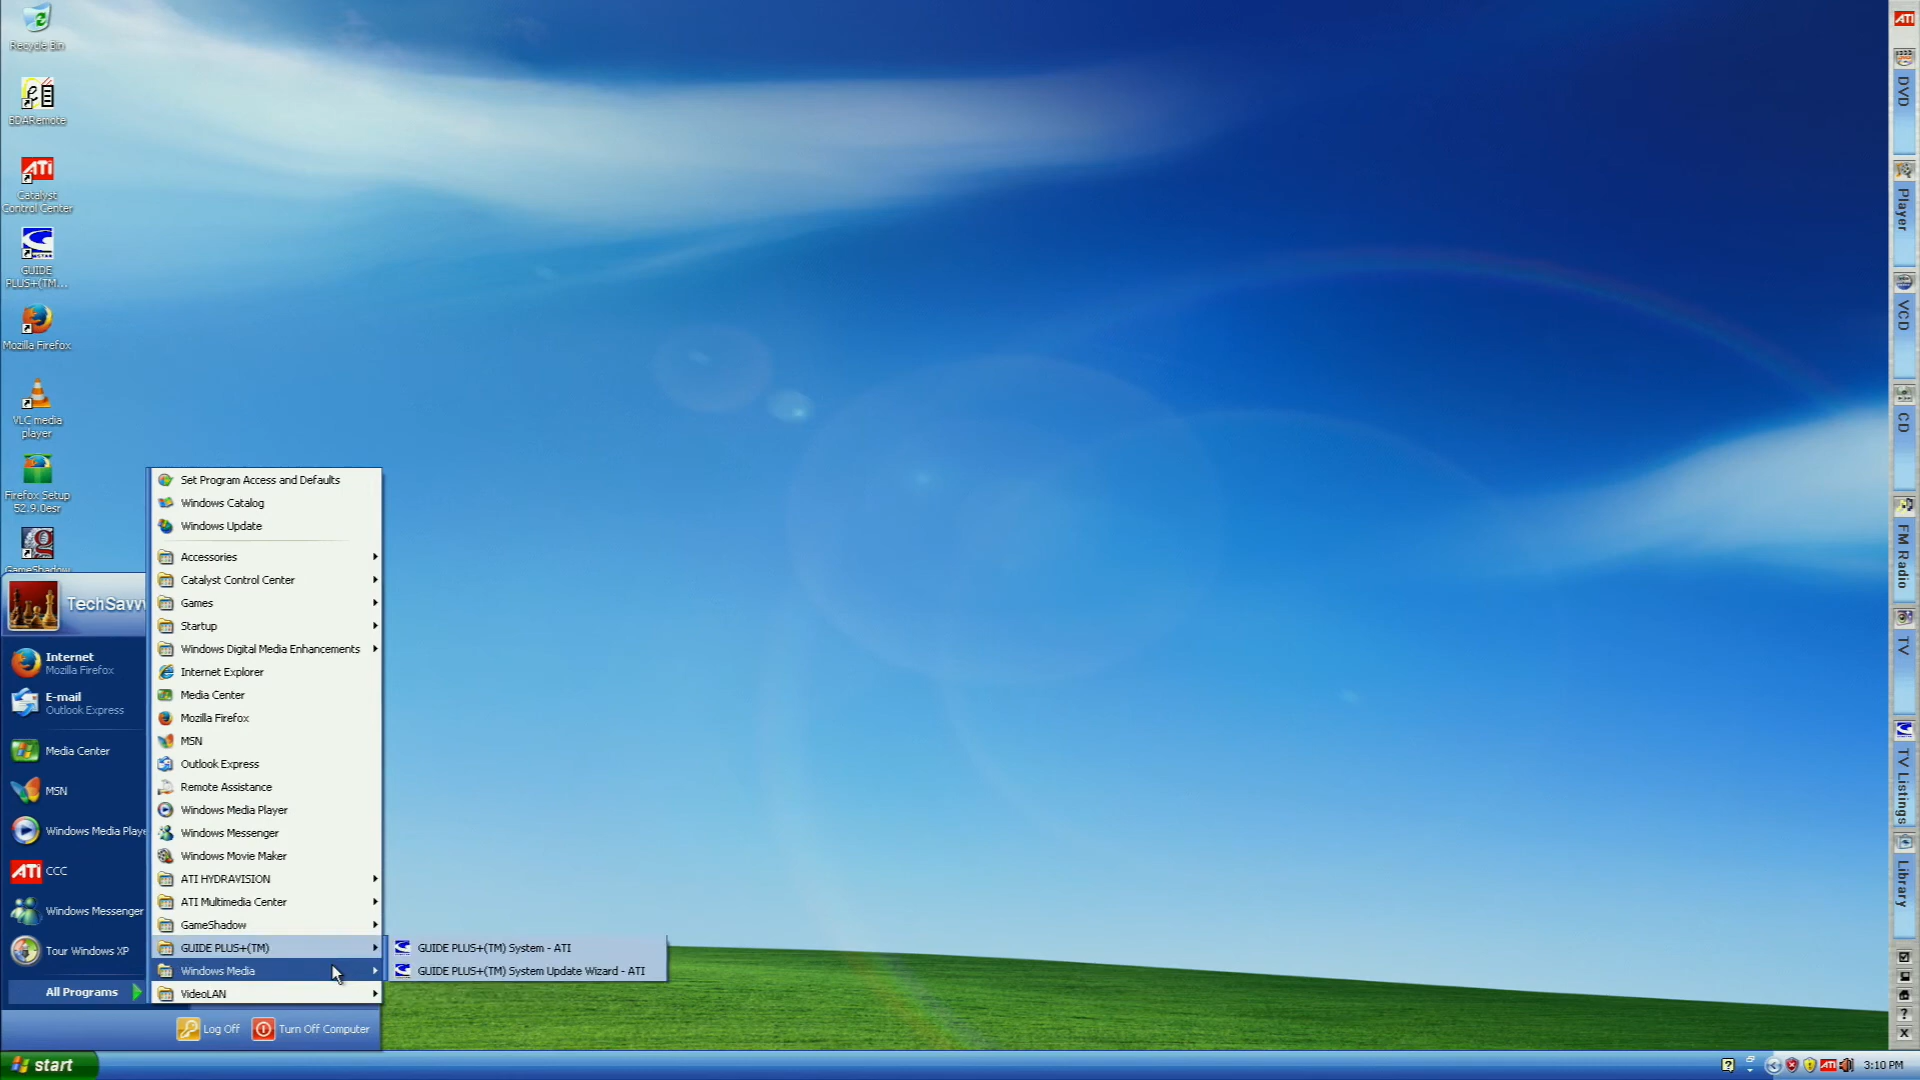 Recycle Bin
BDARemote
ATI
Catalyst
Control Center
GUIDE
PLUS+(TM...
Mozilla Firefox
VLC media
player
Firefox Setup
52.9.0esr
GameShadow
TechSavvy
Internet
Mozilla Firefox
E-mail
Outlook Express
Media Center
MSN
Windows Media Playe
ATI CCC
Windows Messenger
Tour Windows XP
All Programs
Set Program Access and Defaults
Windows Catalog
Windows Update
Accessories
Catalyst Control Center
Games
Startup
Windows Digital Media Enhancements
Internet Explorer
Media Center
Mozilla Firefox
MSN
Outlook Express
Remote Assistance
Windows Media Player
Windows Messenger
Windows Movie Maker
ATI HYDRAVISION
ATI Multimedia Center
GameShadow
GUIDE PLUS+(TM)
Windows Media
VideoLAN
GUIDE PLUS+(TM) System - ATI
GUIDE PLUS+(TM) System Update Wizard - ATI
Log Off
Turn Off Computer
start
ATI
DVD
Player
VCD
CD
FM Radio
TV
TV Listings
Library
?
X
ATI
3:10 PM